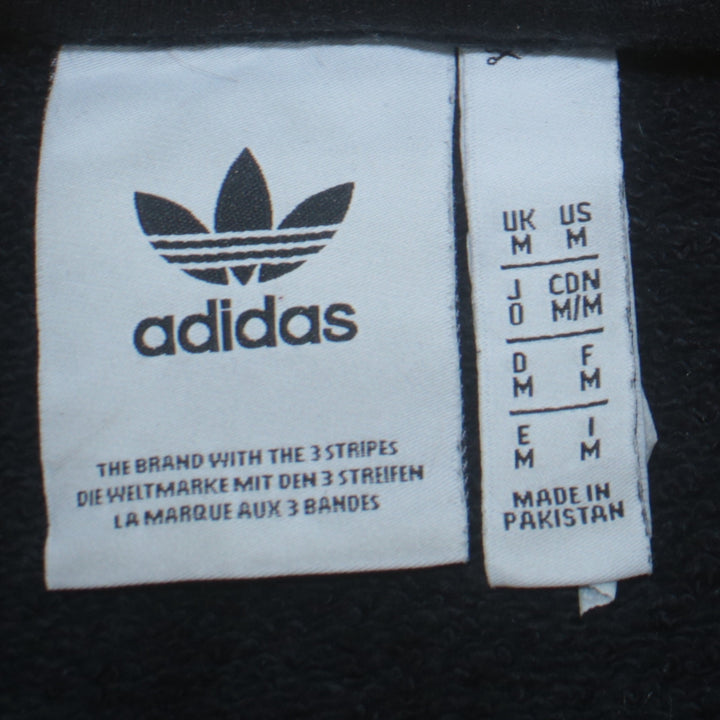 adidas
THE BRAND WITH THE 3 STRIPES
DIE WELTMARKE MIT DEN 3 STREIFEN
LA MARQUE AUX 3 BANDES
UK US
M M
J CDN
O M/M
D F
M M
E I
M M
MADE IN
PAKISTAN